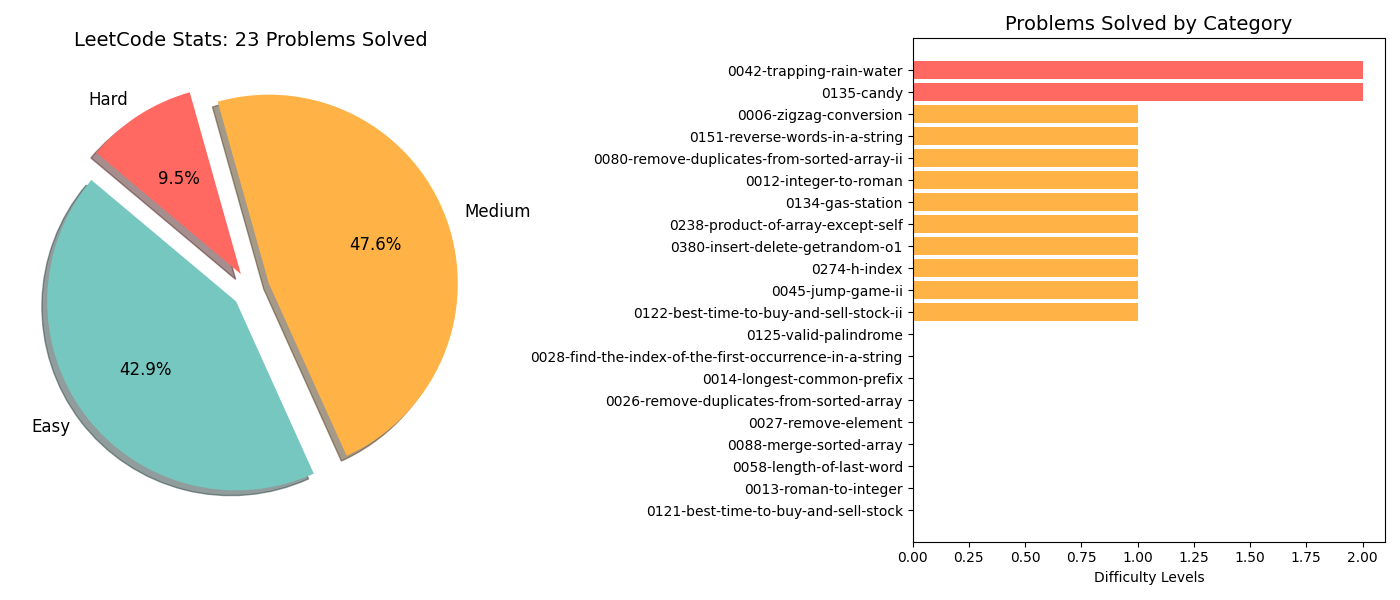 LeetCode Stats: 23 Problems Solved
Hard
9.5%
Medium
47.6%
42.9%
Easy
Problems Solved by Category
0042-trapping-rain-water
0135-candy
0006-zigzag-conversion
0151-reverse-words-in-a-string
0080-remove-duplicates-from-sorted-array-ii
0012-integer-to-roman
0134-gas-station
0238-product-of-array-except-self
0380-insert-delete-getrandom-o1
0274-h-index
0045-jump-game-ii
0122-best-time-to-buy-and-sell-stock-ii
0125-valid-palindrome
0028-find-the-index-of-the-first-occurrence-in-a-string
0014-longest-common-prefix
0026-remove-duplicates-from-sorted-array
0027-remove-element
0088-merge-sorted-array
0058-length-of-last-word
0013-roman-to-integer
0121-best-time-to-buy-and-sell-stock
0.00 0.25 0.50 0.75 1.00 1.25 1.50 1.75 2.00
Difficulty Levels